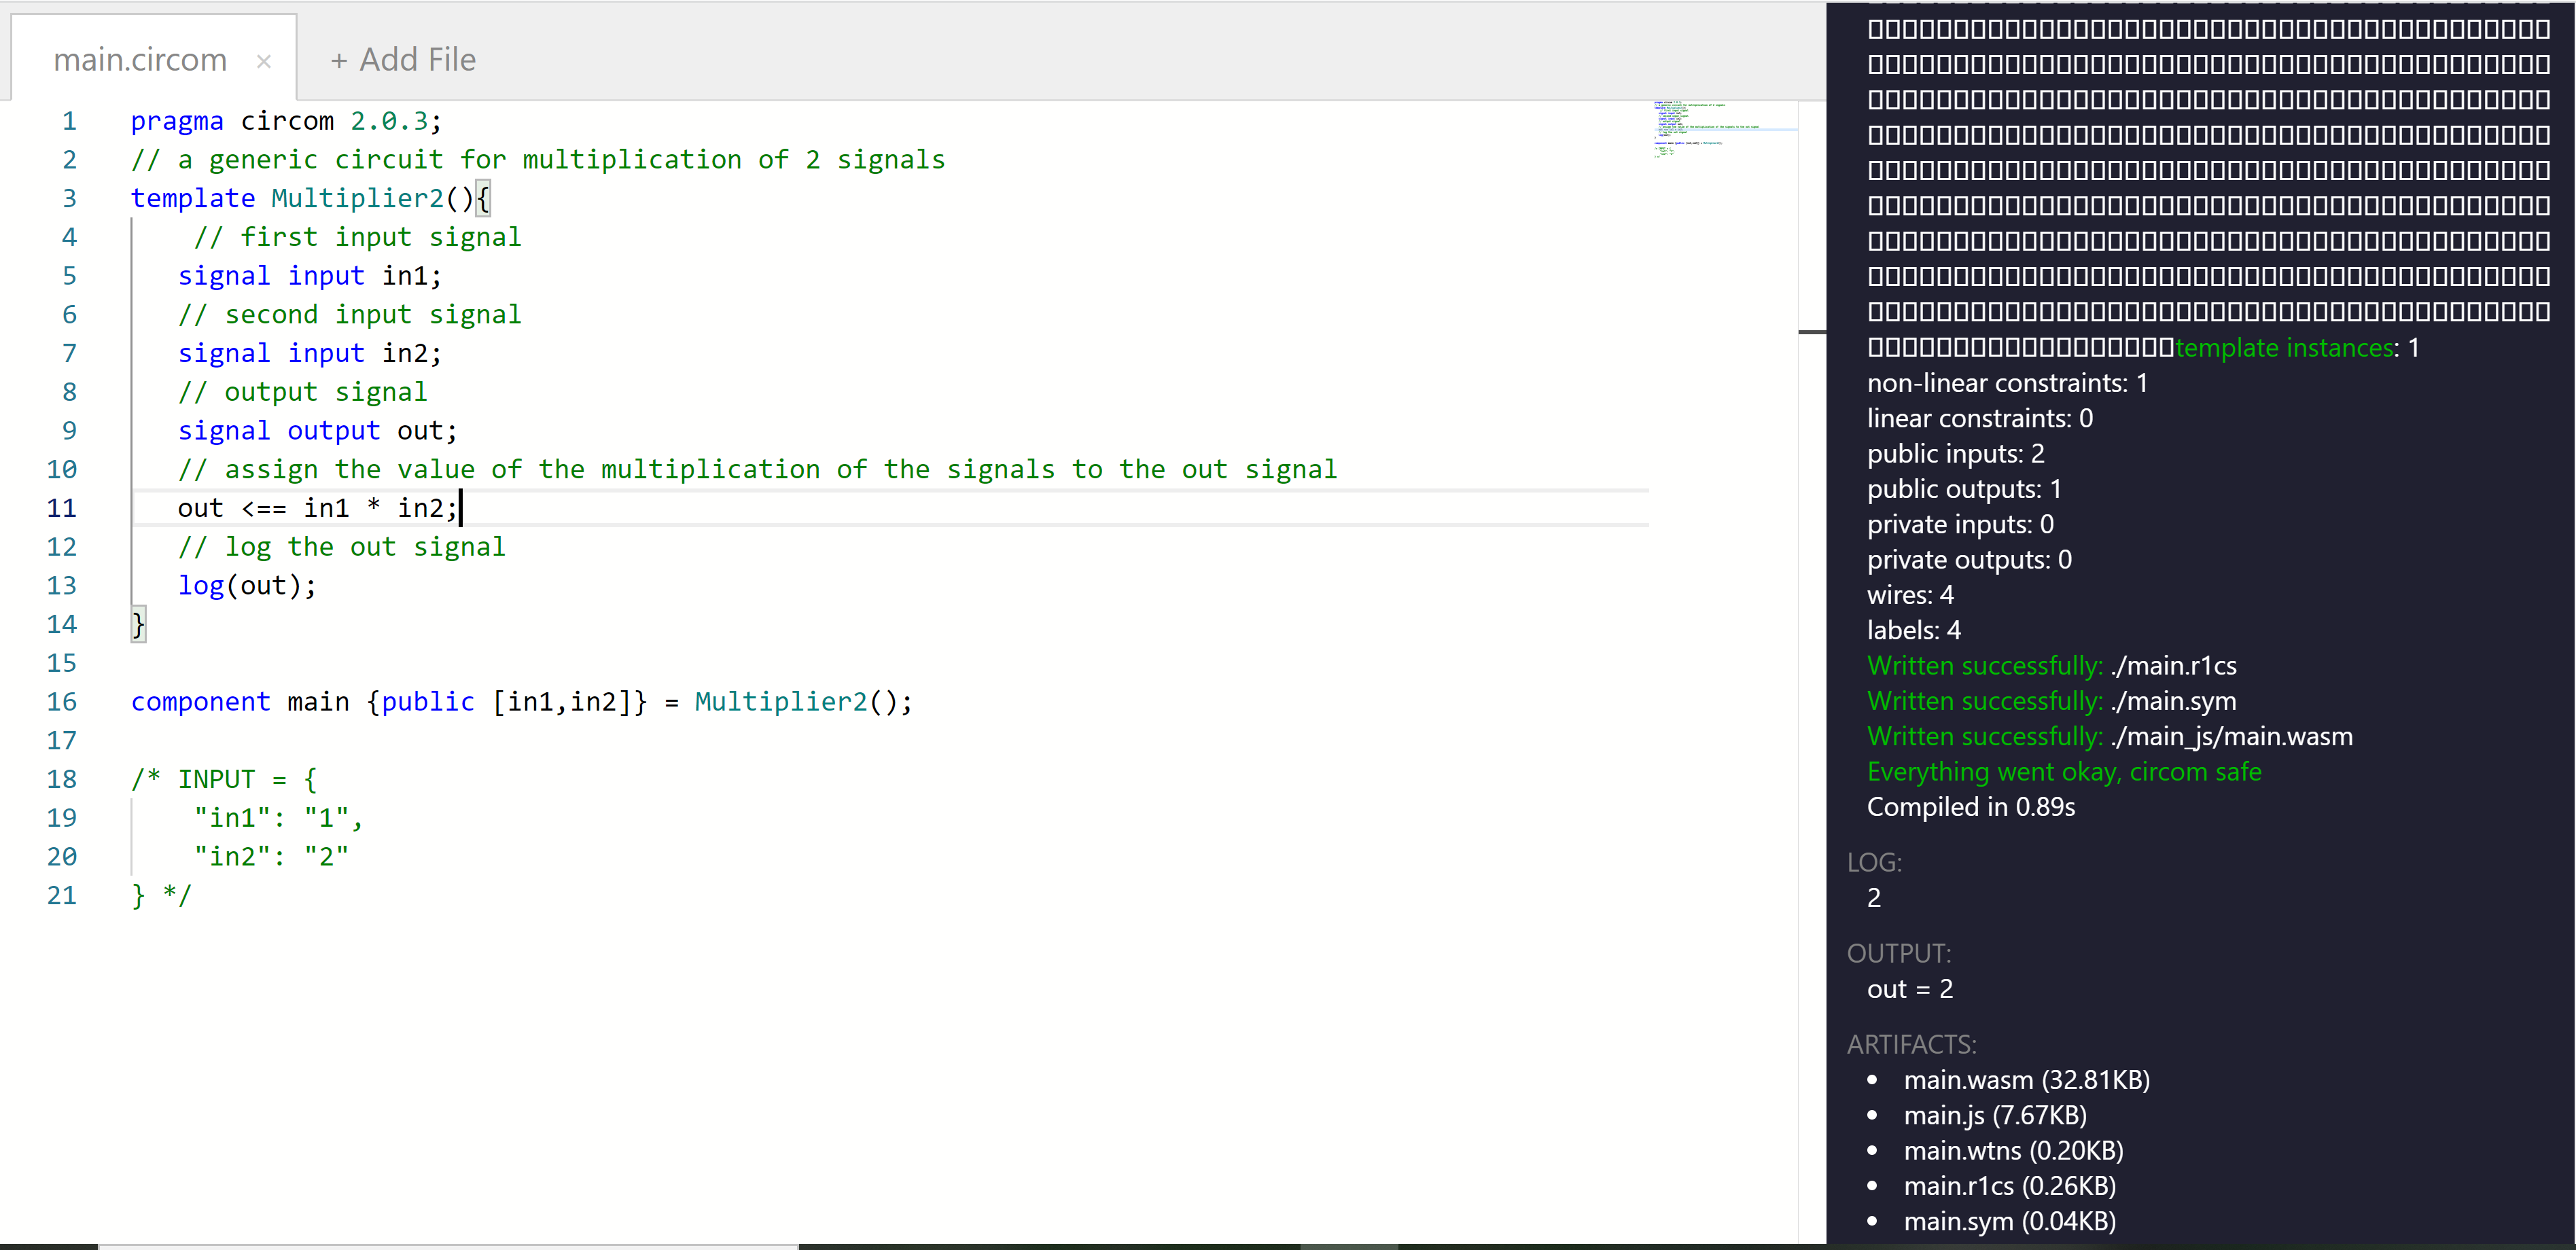 main.circom × + Add File
1 pragma circom 2.0.3;
2 // a generic circuit for multiplication of 2 signals
3 template Multiplier2(){
4 // first input signal
5 signal input in1;
6 // second input signal
7 signal input in2;
8 // output signal
9 signal output out;
10 // assign the value of the multiplication of the signals to the out signal
11 out <== in1 * in2;
12 // log the out signal
13 log(out);
14 }
15
16 component main {public [in1,in2]} = Multiplier2();
17
18 /* INPUT = {
19 "in1": "1",
20 "in2": "2"
21 } */
template instances: 1
non-linear constraints: 1
linear constraints: 0
public inputs: 2
public outputs: 1
private inputs: 0
private outputs: 0
wires: 4
labels: 4
Written successfully: ./main.r1cs
Written successfully: ./main.sym
Written successfully: ./main_js/main.wasm
Everything went okay, circom safe
Compiled in 0.89s
LOG:
2
OUTPUT:
out = 2
ARTIFACTS:
• main.wasm (32.81KB)
• main.js (7.67KB)
• main.wtns (0.20KB)
• main.r1cs (0.26KB)
• main.sym (0.04KB)